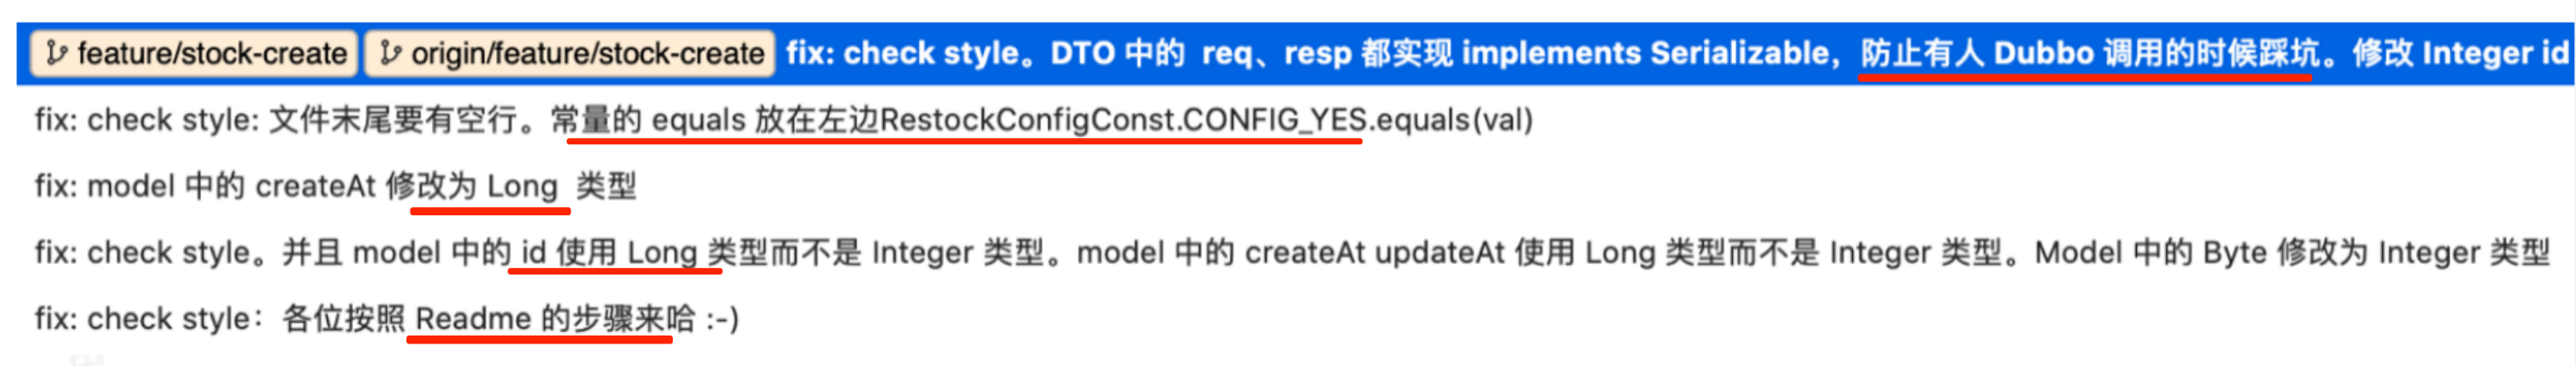 feature/stock-create origin/feature/stock-create fix: check style。DTO 中的 req、resp 都实现 implements Serializable，防止有人 Dubbo 调用的时候踩坑。修改 Integer id
fix: check style: 文件末尾要有空行。常量的 equals 放在左边RestockConfigConst.CONFIG_YES.equals(val)
fix: model 中的 createAt 修改为 Long 类型
fix: check style。并且 model 中的 id 使用 Long 类型而不是 Integer 类型。model 中的 createAt updateAt 使用 Long 类型而不是 Integer 类型。Model 中的 Byte 修改为 Integer 类型
fix: check style：各位按照 Readme 的步骤来哈 :-)